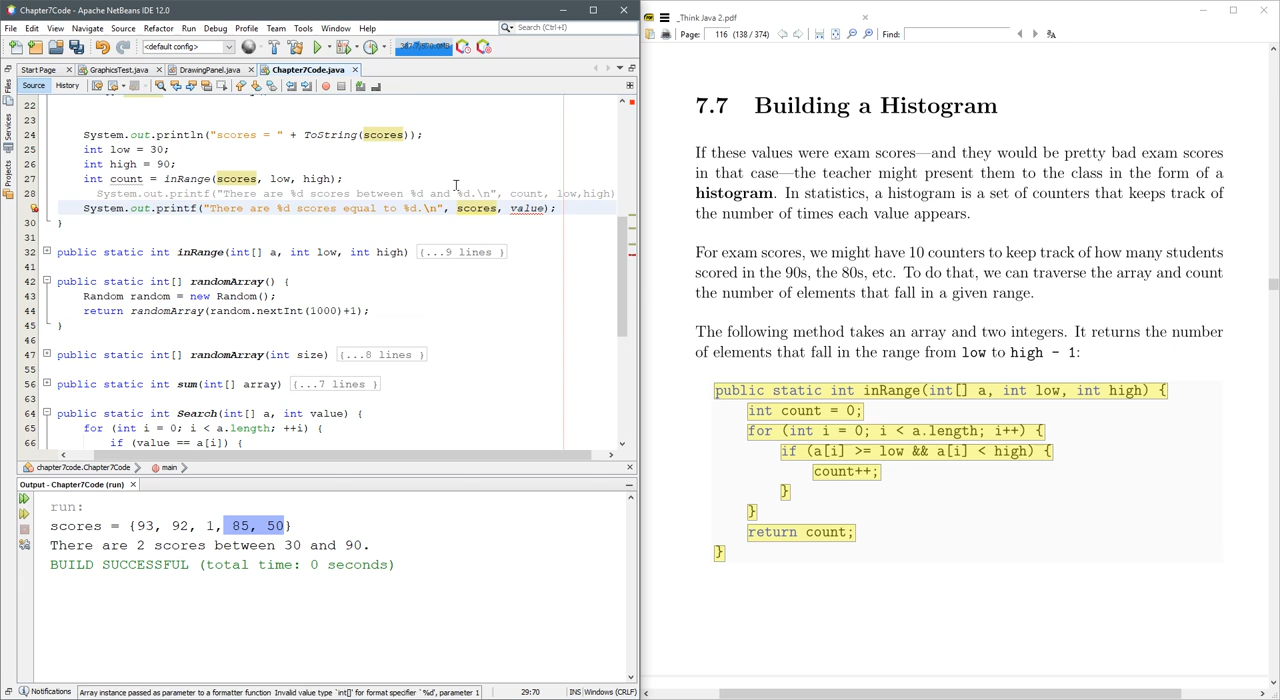 Chapter7Code - Apache NetBeans IDE 12.0
File Edit View Navigate Source Refactor Run Debug Profile Team Tools Window Help
Search (Ctrl+I)
<default config>
Start Page
GraphicsTest.java
DrawingPanel.java
Chapter7Code.java
Source History
Files
Services
Projects
22
23
24 System.out.println("scores = " + ToString(scores));
25 int low = 30;
26 int high = 90;
27 int count = inRange(scores, low, high);
28 System.out.printf("There are %d scores between %d and %d.\n", count, low,high)
System.out.printf("There are %d scores equal to %d.\n", scores, value);
30 }
31
32 public static int inRange(int[] a, int low, int high) {...9 lines }
41
42 public static int[] randomArray() {
43 Random random = new Random();
44 return randomArray(random.nextInt(1000)+1);
45 }
46
47 public static int[] randomArray(int size) {...8 lines }
55
56 public static int sum(int[] array) {...7 lines }
63
64 public static int Search(int[] a, int value) {
65 for (int i = 0; i < a.length; ++i) {
66 if (value == a[i]) {
chapter7code.Chapter7Code
main
Output - Chapter7Code (run)
run:
scores = {93, 92, 1, 85, 50}
There are 2 scores between 30 and 90.
BUILD SUCCESSFUL (total time: 0 seconds)
Notifications
Array instance passed as parameter to a formatter function Invalid value type `int[]' for format specifier `%d', parameter 1
29:70
INS
Windows (CRLF)
_Think Java 2.pdf
Page: 116 (138 / 374)
Find:
7.7 Building a Histogram
If these values were exam scores—and they would be pretty bad exam scores
in that case—the teacher might present them to the class in the form of a
histogram. In statistics, a histogram is a set of counters that keeps track of
the number of times each value appears.
For exam scores, we might have 10 counters to keep track of how many students
scored in the 90s, the 80s, etc. To do that, we can traverse the array and count
the number of elements that fall in a given range.
The following method takes an array and two integers. It returns the number
of elements that fall in the range from low to high - 1:
public static int inRange(int[] a, int low, int high) {
int count = 0;
for (int i = 0; i < a.length; i++) {
if (a[i] >= low && a[i] < high) {
count++;
}
}
return count;
}